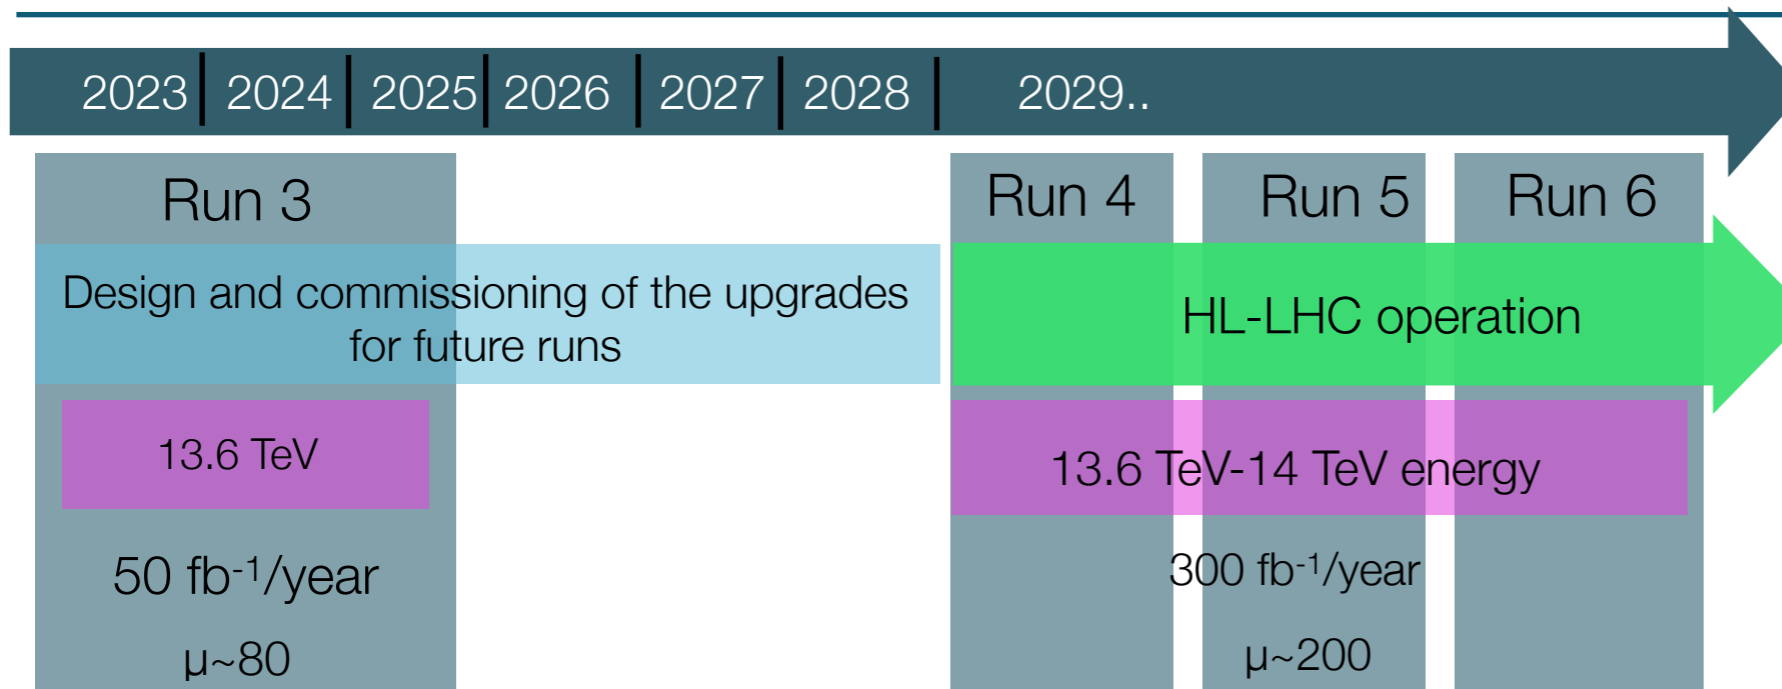 2023 2024 2025 2026 2027 2028 2029..
Run 3 Run 4 Run 5 Run 6
Design and commissioning of the upgrades
for future runs
HL-LHC operation
13.6 TeV
13.6 TeV-14 TeV energy
50 fb⁻¹/year
300 fb⁻¹/year
μ~80
μ~200